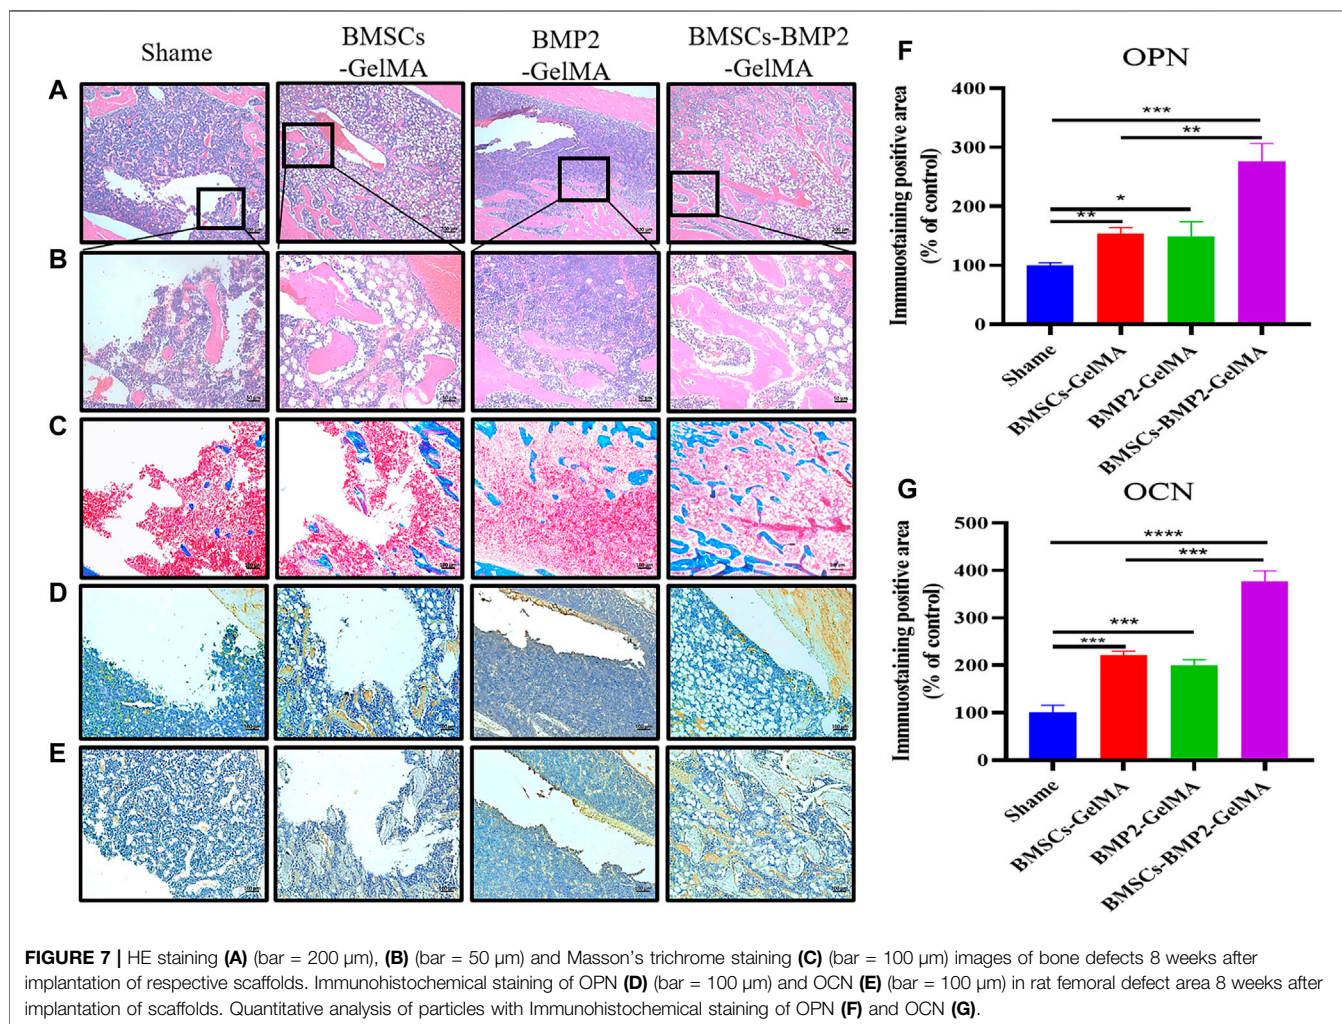 Shame
BMSCs
-GelMA
BMP2
-GelMA
BMSCs-BMP2
-GelMA
A
B
C
D
E
F
OPN
Immnuostaining positive area
(% of control)
400
300
200
100
0
***
**
*
**
Shame
BMSCs-GelMA
BMP2-GelMA
BMSCs-BMP2-GelMA
G
OCN
Immnuostaining positive area
(% of control)
500
400
300
200
100
0
****
***
***
***
Shame
BMSCs-GelMA
BMP2-GelMA
BMSCs-BMP2-GelMA
FIGURE 7 | HE staining (A) (bar = 200 µm), (B) (bar = 50 µm) and Masson's trichrome staining (C) (bar = 100 µm) images of bone defects 8 weeks after
implantation of respective scaffolds. Immunohistochemical staining of OPN (D) (bar = 100 µm) and OCN (E) (bar = 100 µm) in rat femoral defect area 8 weeks after
implantation of scaffolds. Quantitative analysis of particles with Immunohistochemical staining of OPN (F) and OCN (G).